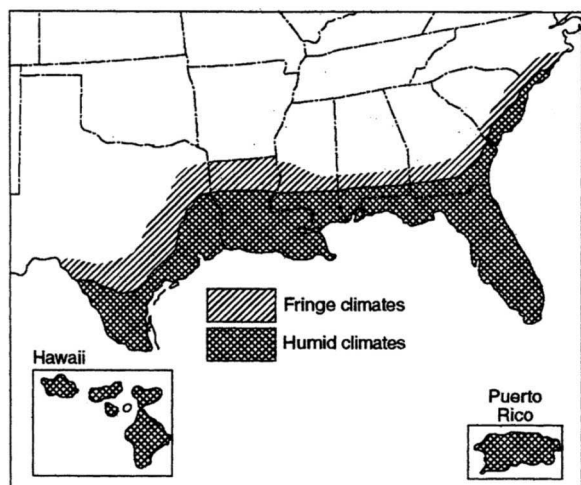 Fringe climates
Humid climates
Hawaii
Puerto
Rico